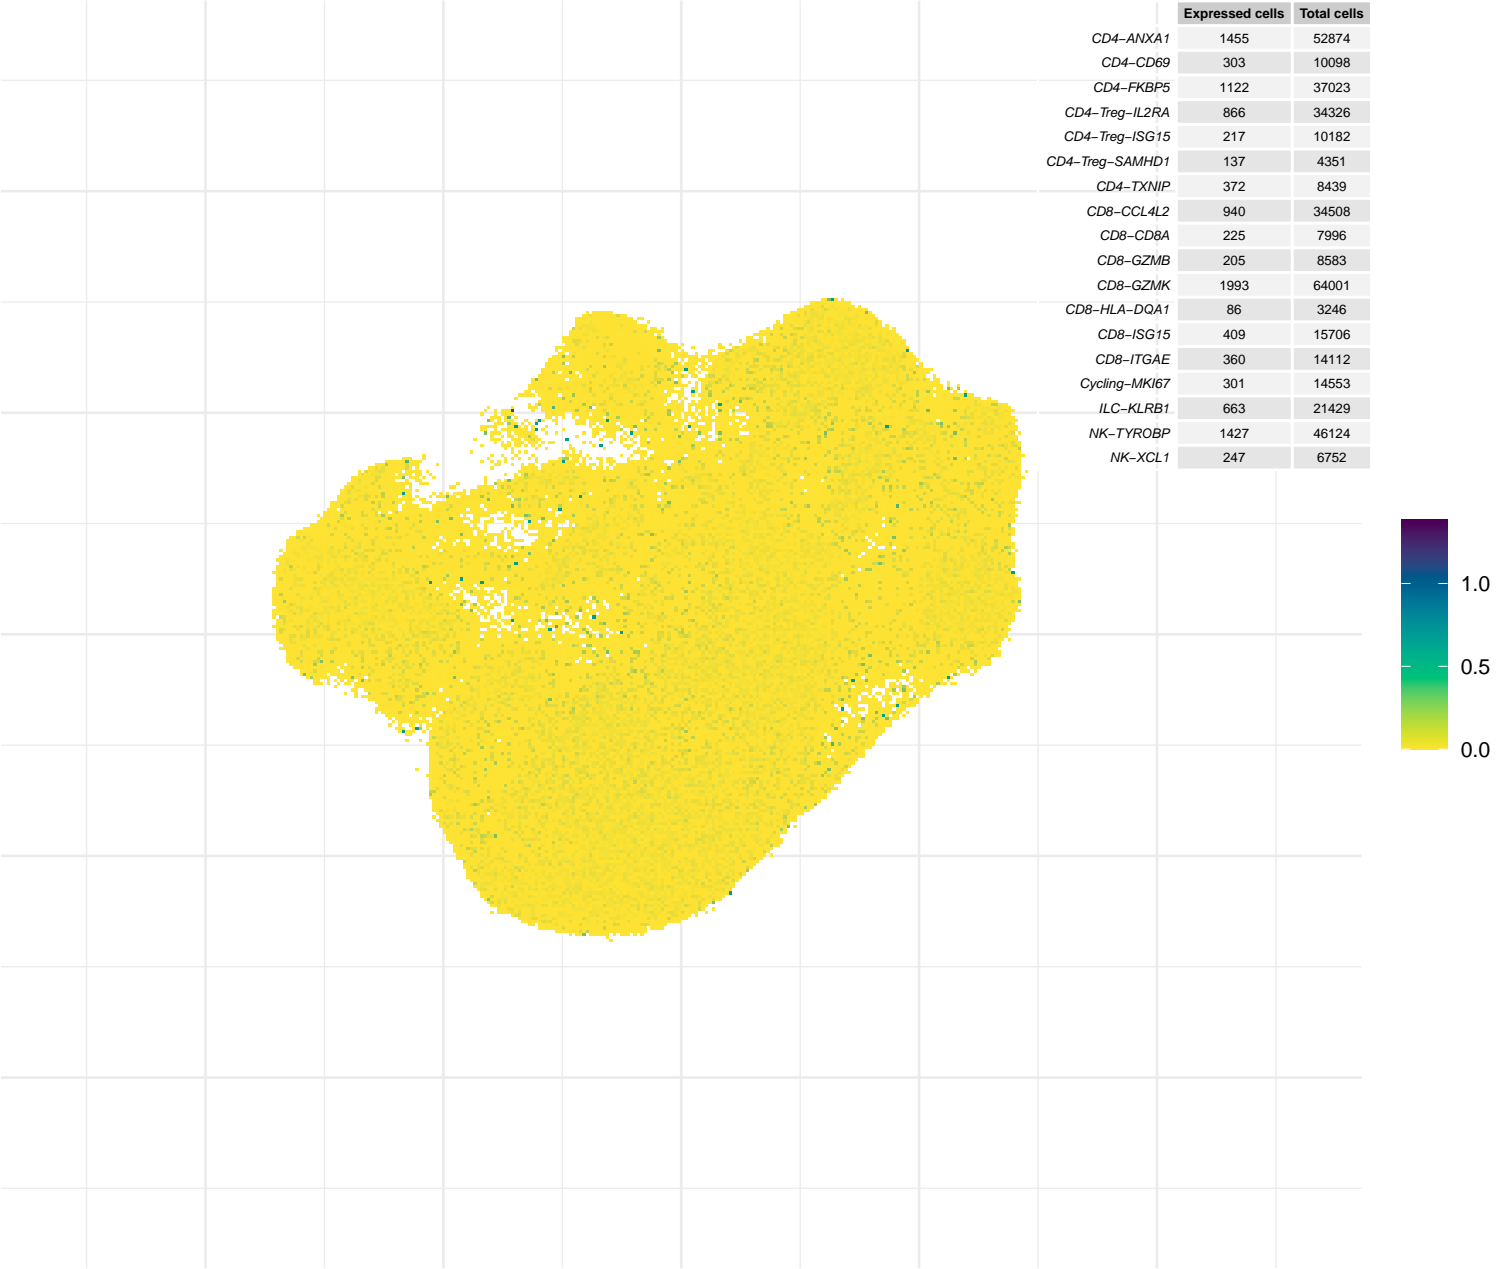 Expressed cells Total cells
CD4−ANXA1 1455 52874
CD4−CD69 303 10098
CD4−FKBP5 1122 37023
CD4−Treg−IL2RA 866 34326
CD4−Treg−ISG15 217 10182
CD4−Treg−SAMHD1 137 4351
CD4−TXNIP 372 8439
CD8−CCL4L2 940 34508
CD8−CD8A 225 7996
CD8−GZMB 205 8583
CD8−GZMK 1993 64001
CD8−HLA−DQA1 86 3246
CD8−ISG15 409 15706
CD8−ITGAE 360 14112
Cycling−MKI67 301 14553
ILC−KLRB1 663 21429
NK−TYROBP 1427 46124
NK−XCL1 247 6752
1.0
0.5
0.0